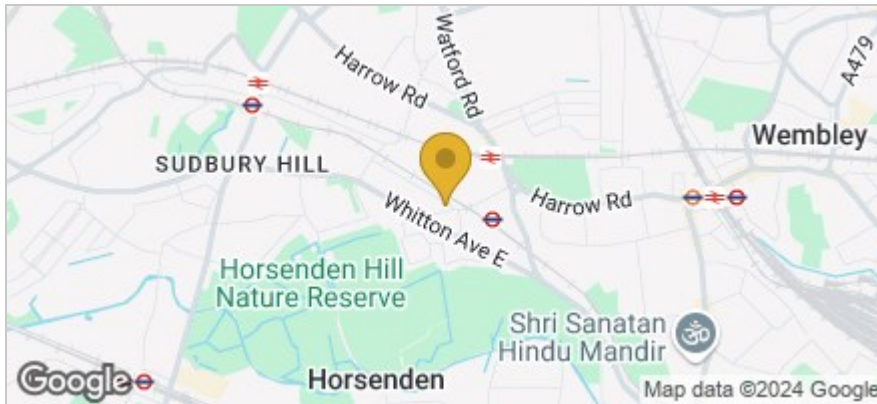 Harrow Rd
Watford Rd
A479
Wembley
SUDBURY HILL
Harrow Rd
Whitton Ave E
Horsenden Hill
Nature Reserve
Shri Sanatan
Hindu Mandir
Horsenden
Google
Map data ©2024 Google